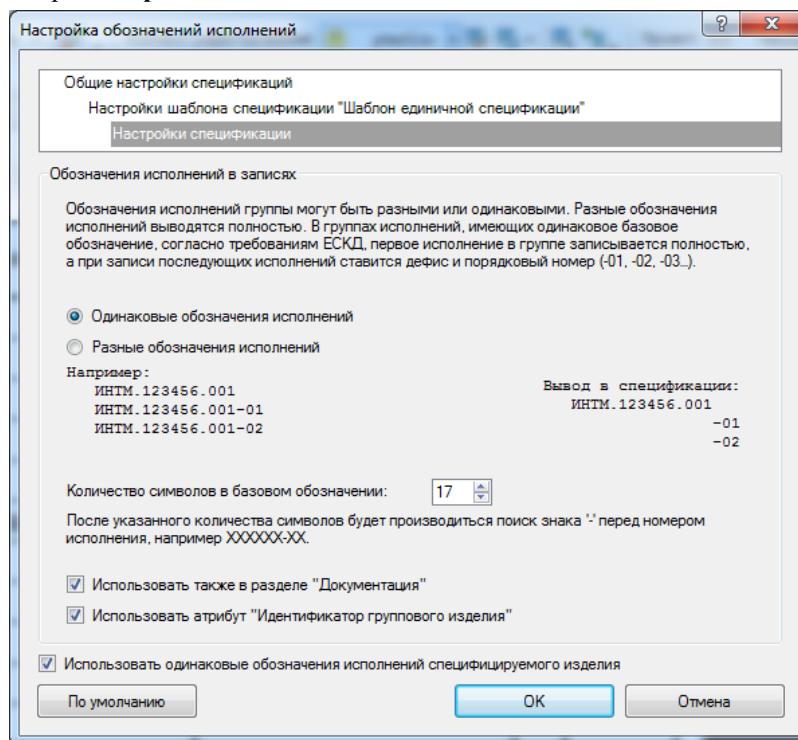 Настройка обозначений исполнений
Общие настройки спецификаций
Настройки шаблона спецификации "Шаблон единичной спецификации"
Настройки спецификации
Обозначения исполнений в записях
Обозначения исполнений группы могут быть разными или одинаковыми. Разные обозначения
исполнений выводятся полностью. В группах исполнений, имеющих одинаковое базовое
обозначение, согласно требованиям ЕСКД, первое исполнение в группе записывается полностью,
а при записи последующих исполнений ставится дефис и порядковый номер (-01, -02, -03...).
Одинаковые обозначения исполнений
Разные обозначения исполнений
Например:
ИНТМ.123456.001
ИНТМ.123456.001-01
ИНТМ.123456.001-02
Вывод в спецификации:
ИНТМ.123456.001
-01
-02
Количество символов в базовом обозначении: 17
После указанного количества символов будет производиться поиск знака '-' перед номером
исполнения, например XXXXXX-XX.
Использовать также в разделе "Документация"
Использовать атрибут "Идентификатор группового изделия"
Использовать одинаковые обозначения исполнений специфицируемого изделия
По умолчанию OK Отмена